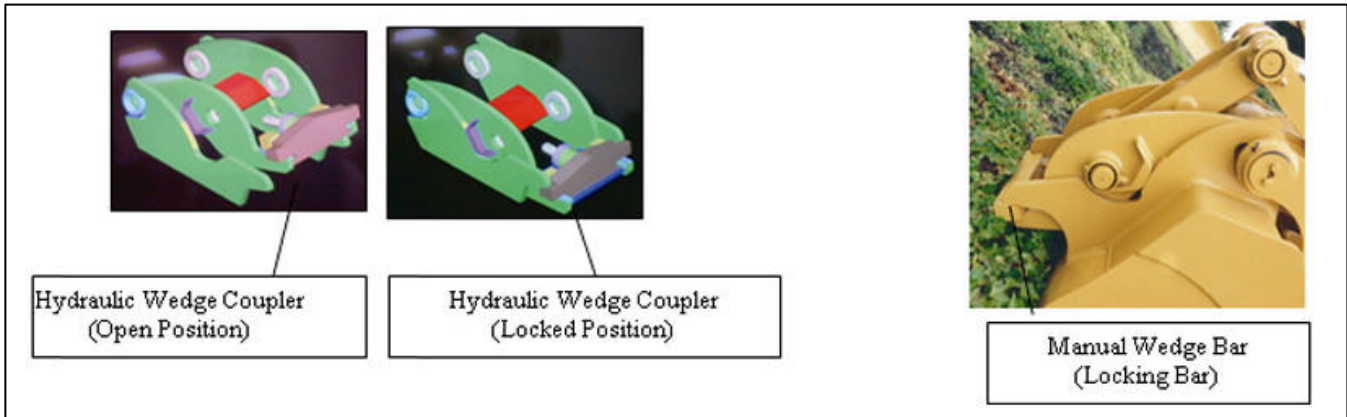 Hydraulic Wedge Coupler
(Open Position)
Hydraulic Wedge Coupler
(Locked Position)
Manual Wedge Bar
(Locking Bar)